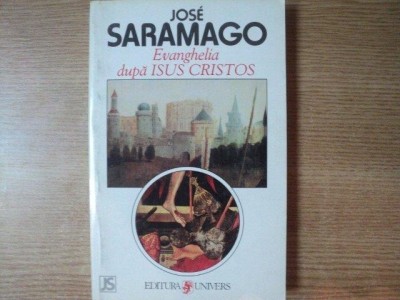 JOSÉ
SARAMAGO
Evanghelia
după ISUS CRISTOS
JS
EDITURA UNIVERS